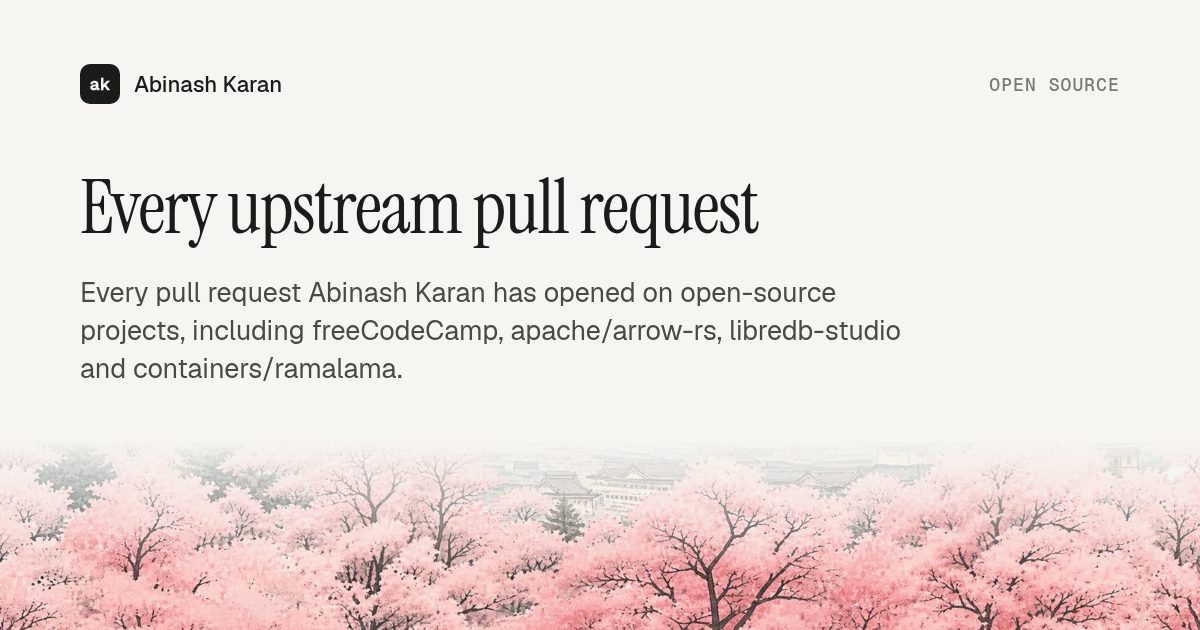 ak Abinash Karan
OPEN SOURCE
Every upstream pull request
Every pull request Abinash Karan has opened on open-source
projects, including freeCodeCamp, apache/arrow-rs, libredb-studio
and containers/ramalama.